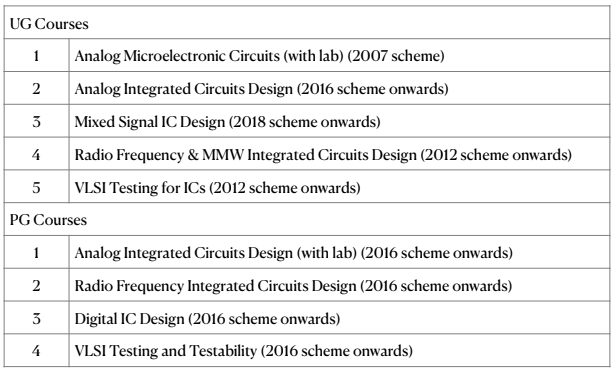 UG Courses
1 Analog Microelectronic Circuits (with lab) (2007 scheme)
2 Analog Integrated Circuits Design (2016 scheme onwards)
3 Mixed Signal IC Design (2018 scheme onwards)
4 Radio Frequency & MMW Integrated Circuits Design (2012 scheme onwards)
5 VLSI Testing for ICs (2012 scheme onwards)
PG Courses
1 Analog Integrated Circuits Design (with lab) (2016 scheme onwards)
2 Radio Frequency Integrated Circuits Design (2016 scheme onwards)
3 Digital IC Design (2016 scheme onwards)
4 VLSI Testing and Testability (2016 scheme onwards)